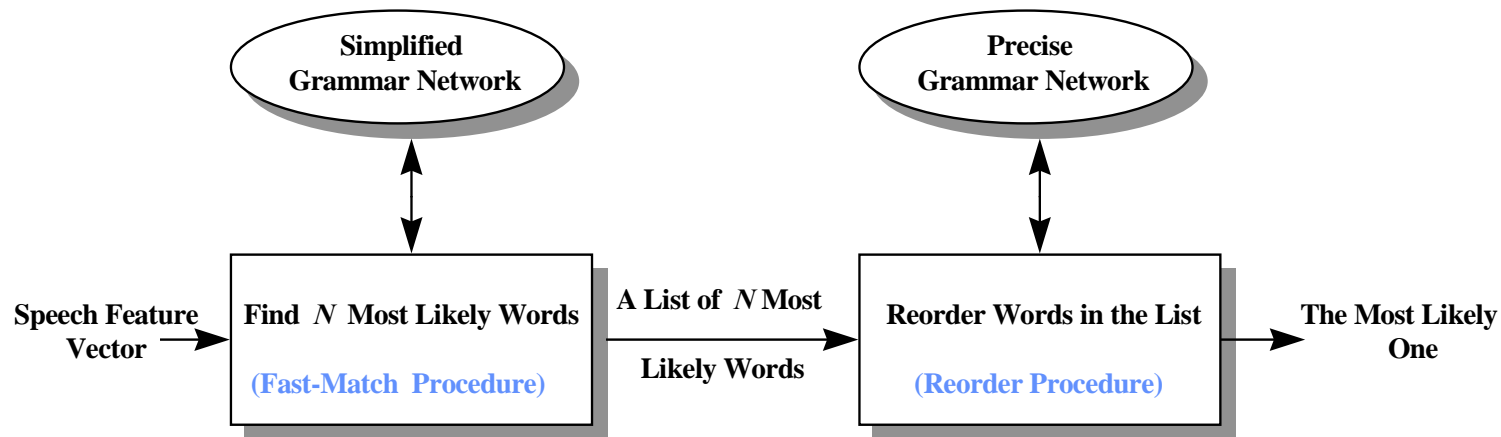 Simplified
Grammar Network
Precise
Grammar Network
Speech Feature
Vector
Find N Most Likely Words
(Fast-Match Procedure)
A List of N Most
Likely Words
Reorder Words in the List
(Reorder Procedure)
The Most Likely
One